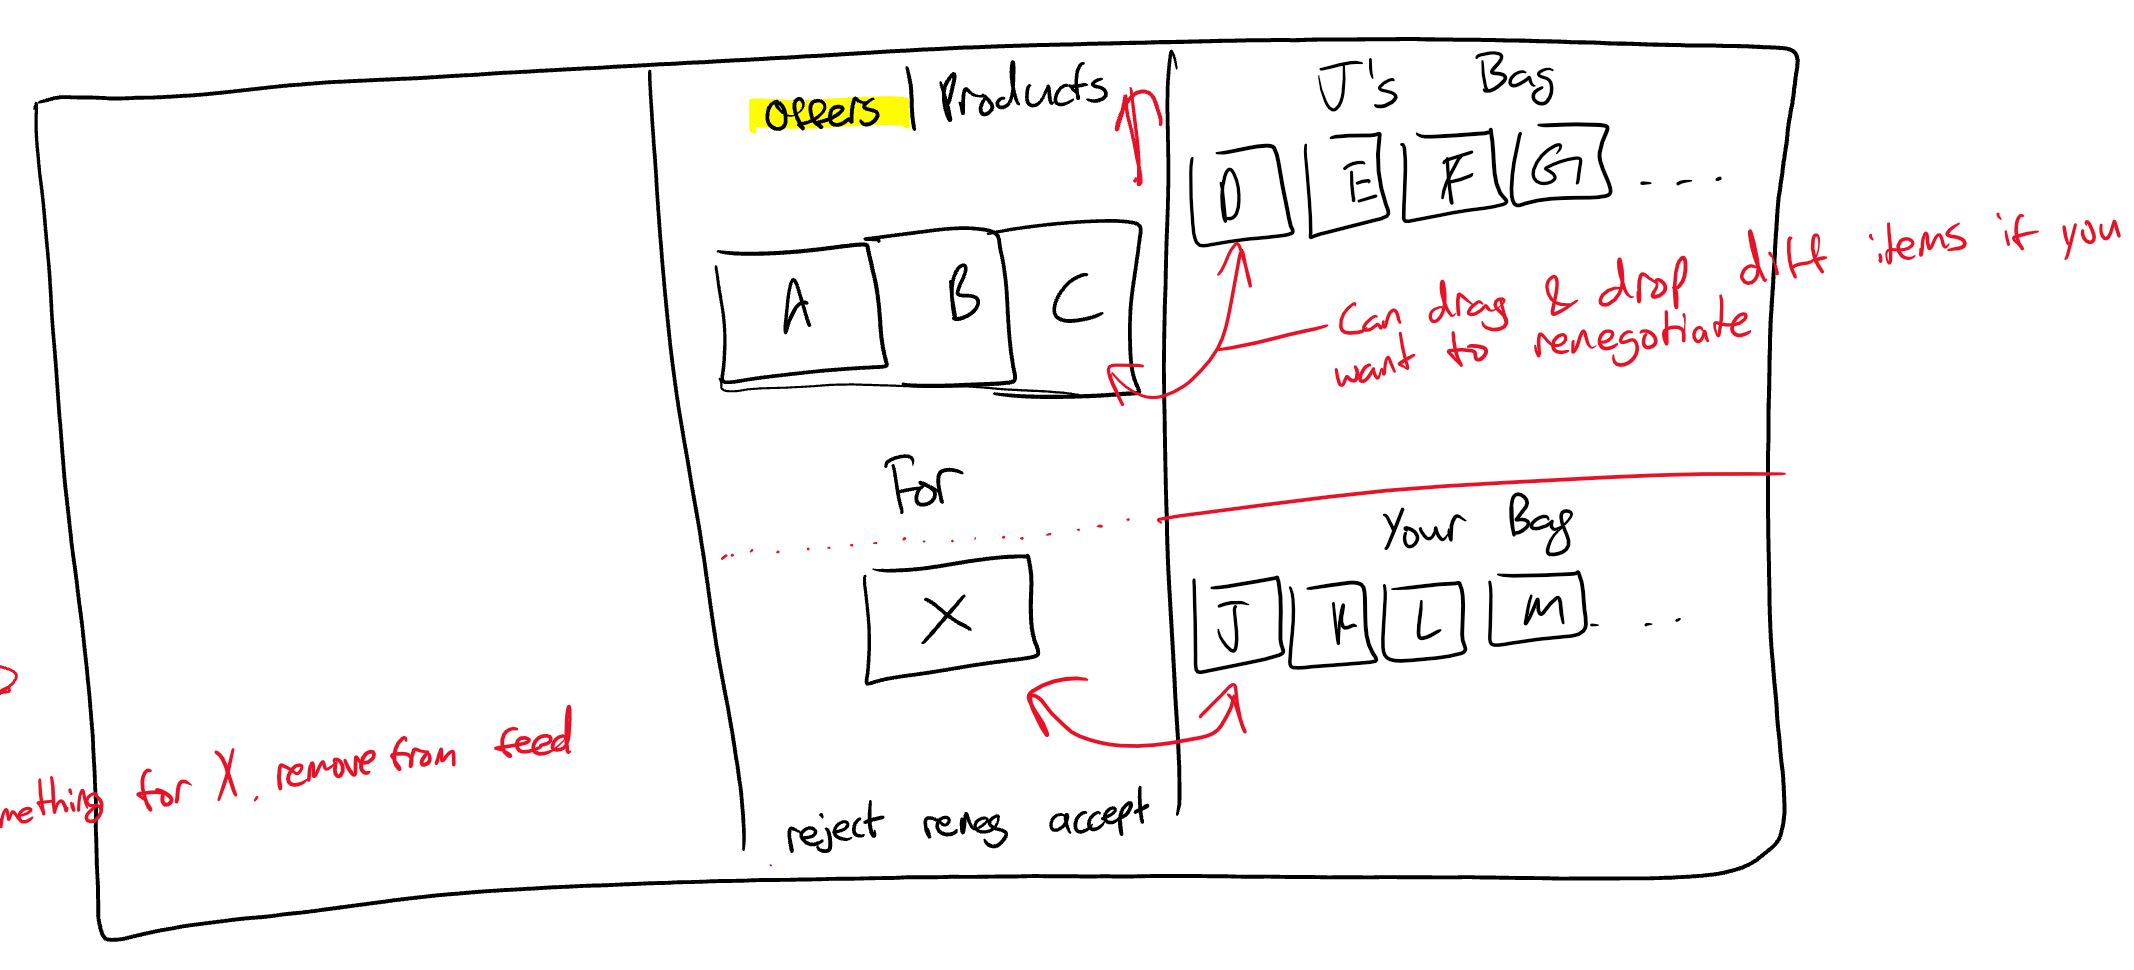 Offers | Products
J's Bag
D E F G ....
A B C
Can drag & drop diff items if you
want to renegotiate
For
Your Bag
X
J K L M ....
mething for X. remove from feed
reject reneg accept